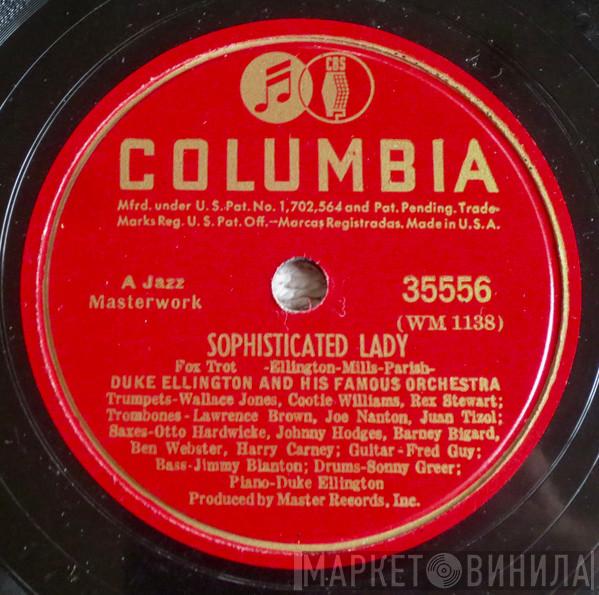 CBS
COLUMBIA
Mfrd. under U.S. Pat. No. 1,702,564 and Pat. Pending. Trade-
Marks Reg. U. S. Pat. Off.—Marcas Registradas. Made in U.S.A.
A Jazz
Masterwork
35556
(WM 1138)
SOPHISTICATED LADY
Fox Trot -Ellington-Mills-Parish-
DUKE ELLINGTON AND HIS FAMOUS ORCHESTRA
Trumpets-Wallace Jones, Cootie Williams, Rex Stewart;
Trombones-Lawrence Brown, Joe Nanton, Juan Tizol;
Saxes-Otto Hardwicke, Johnny Hodges, Barney Bigard,
Ben Webster, Harry Carney; Guitar-Fred Guy;
Bass-Jimmy Blanton; Drums-Sonny Greer;
Piano-Duke Ellington
Produced by Master Records, Inc.
МАРКЕТ ВИНИЛА